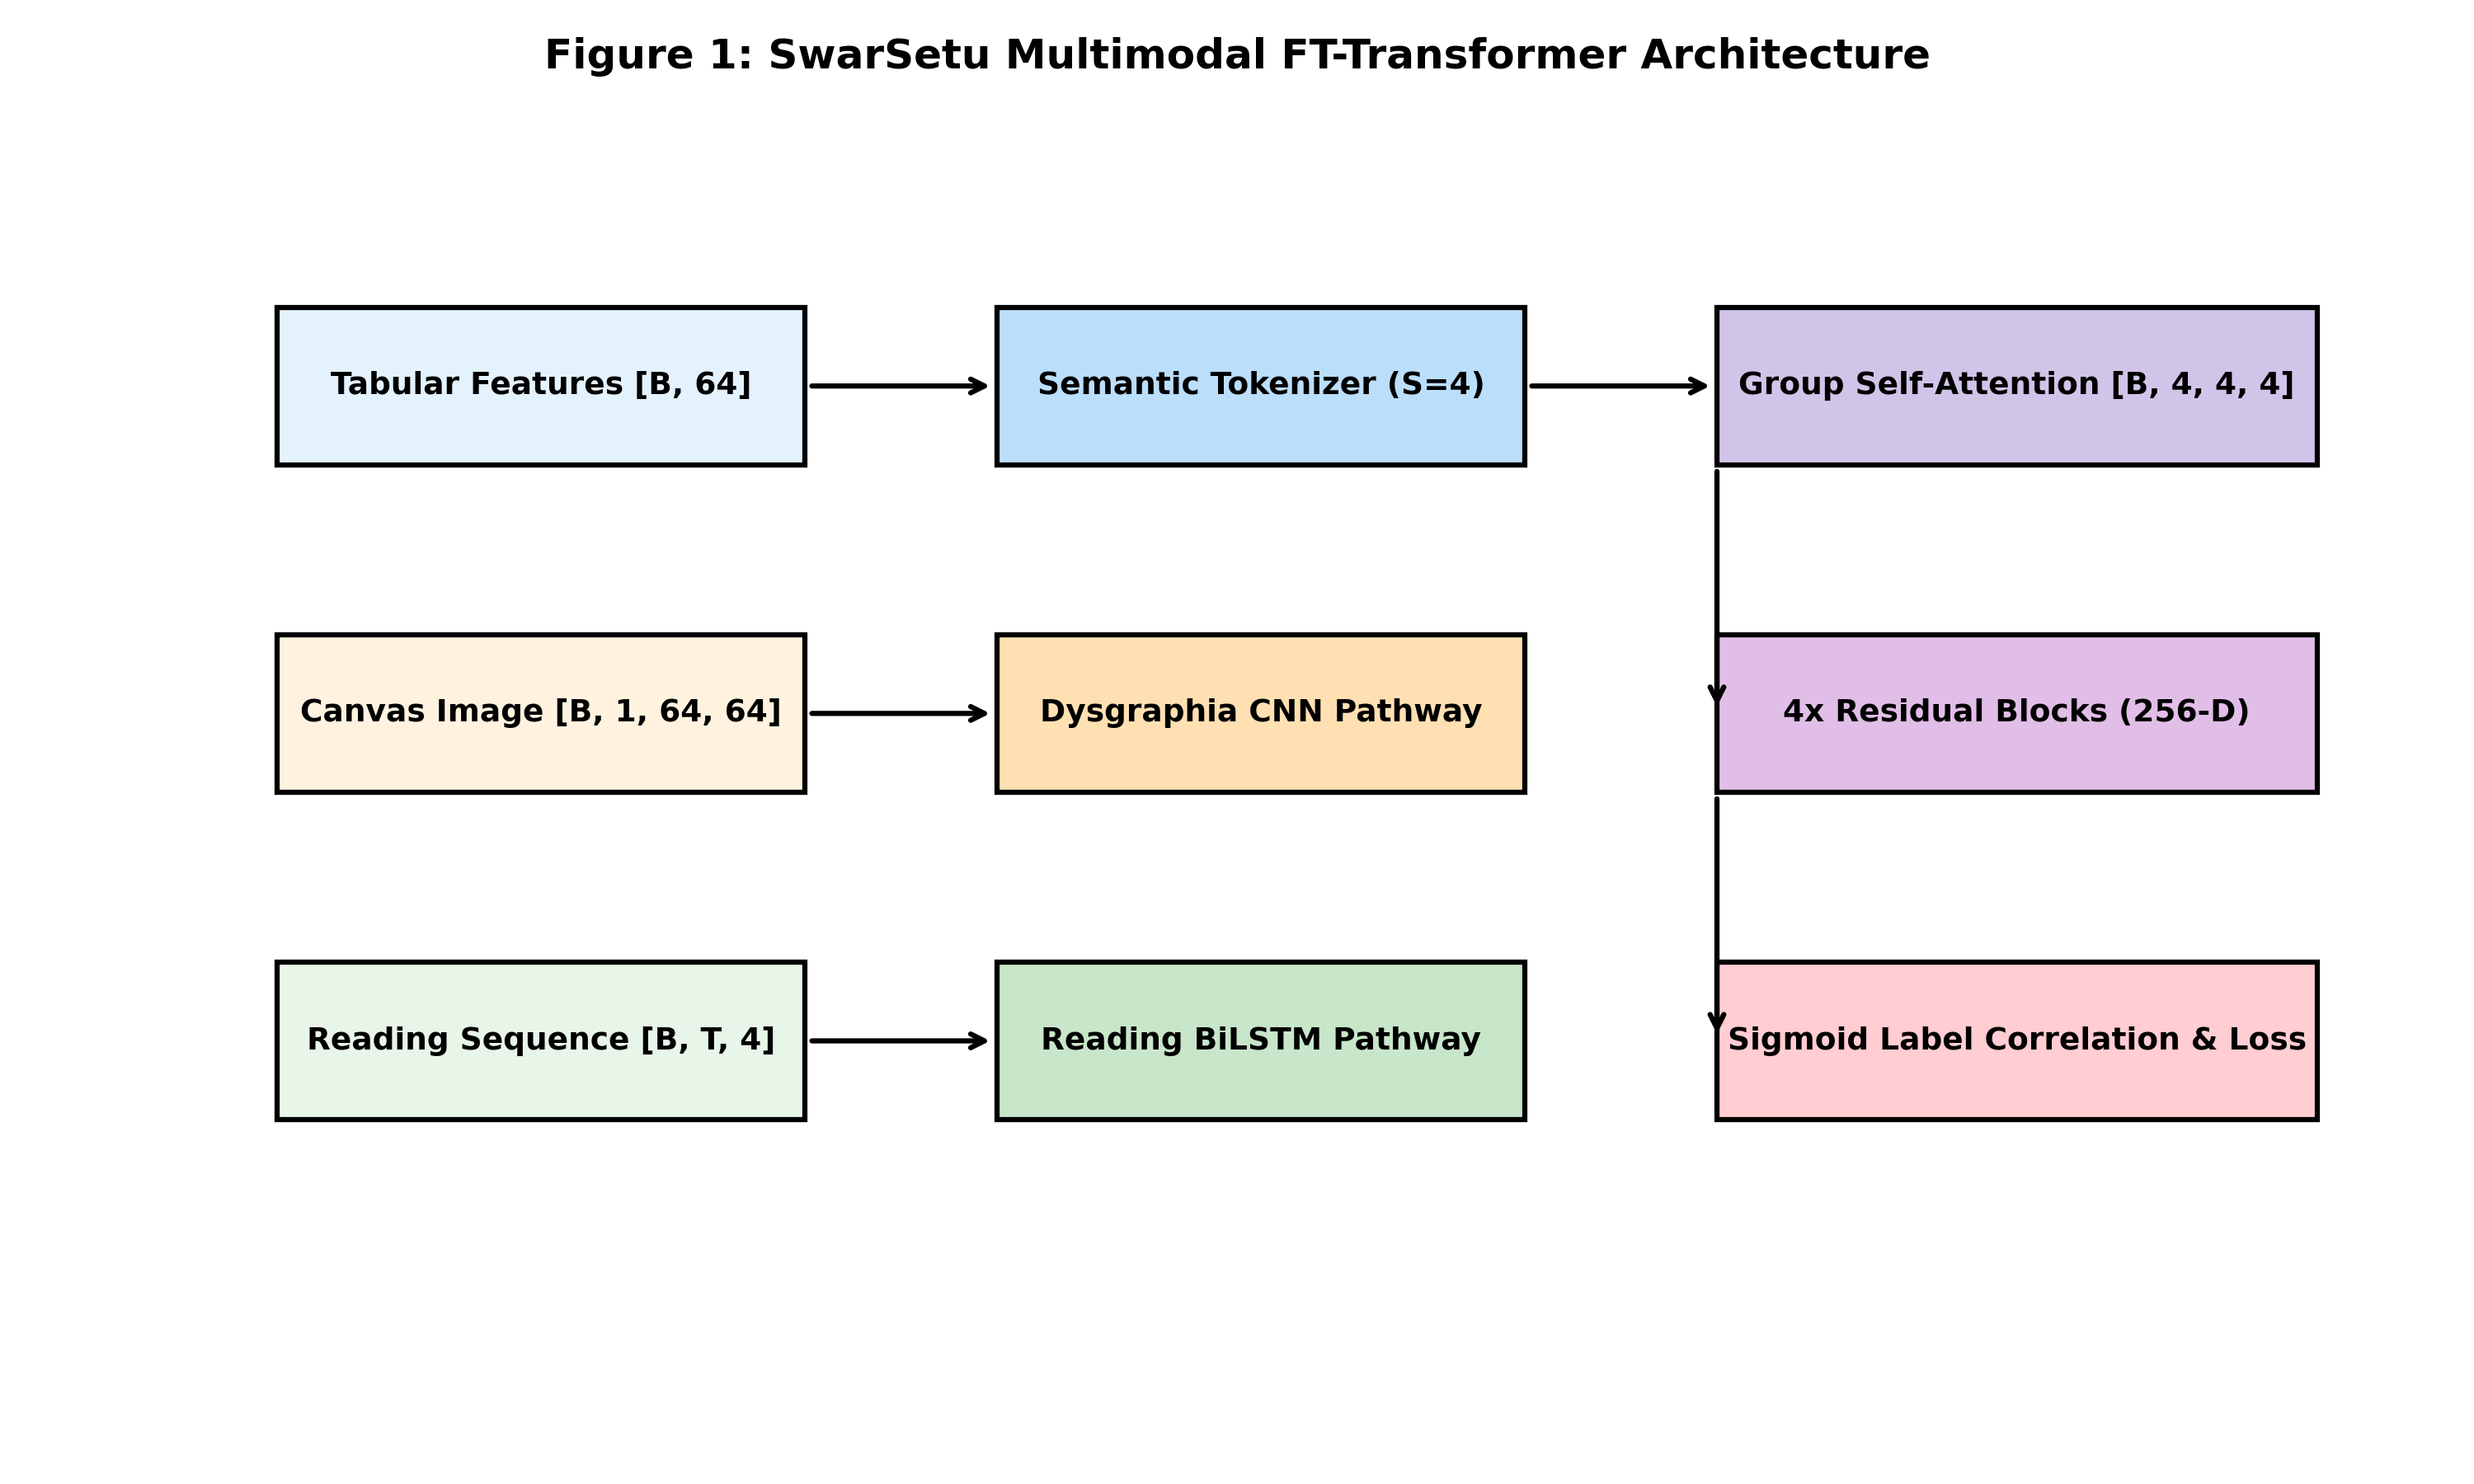 Figure 1: SwarSetu Multimodal FT-Transformer Architecture
Tabular Features [B, 64]
Semantic Tokenizer (S=4)
Group Self-Attention [B, 4, 4, 4]
Canvas Image [B, 1, 64, 64]
Dysgraphia CNN Pathway
4x Residual Blocks (256-D)
Reading Sequence [B, T, 4]
Reading BiLSTM Pathway
Sigmoid Label Correlation & Loss